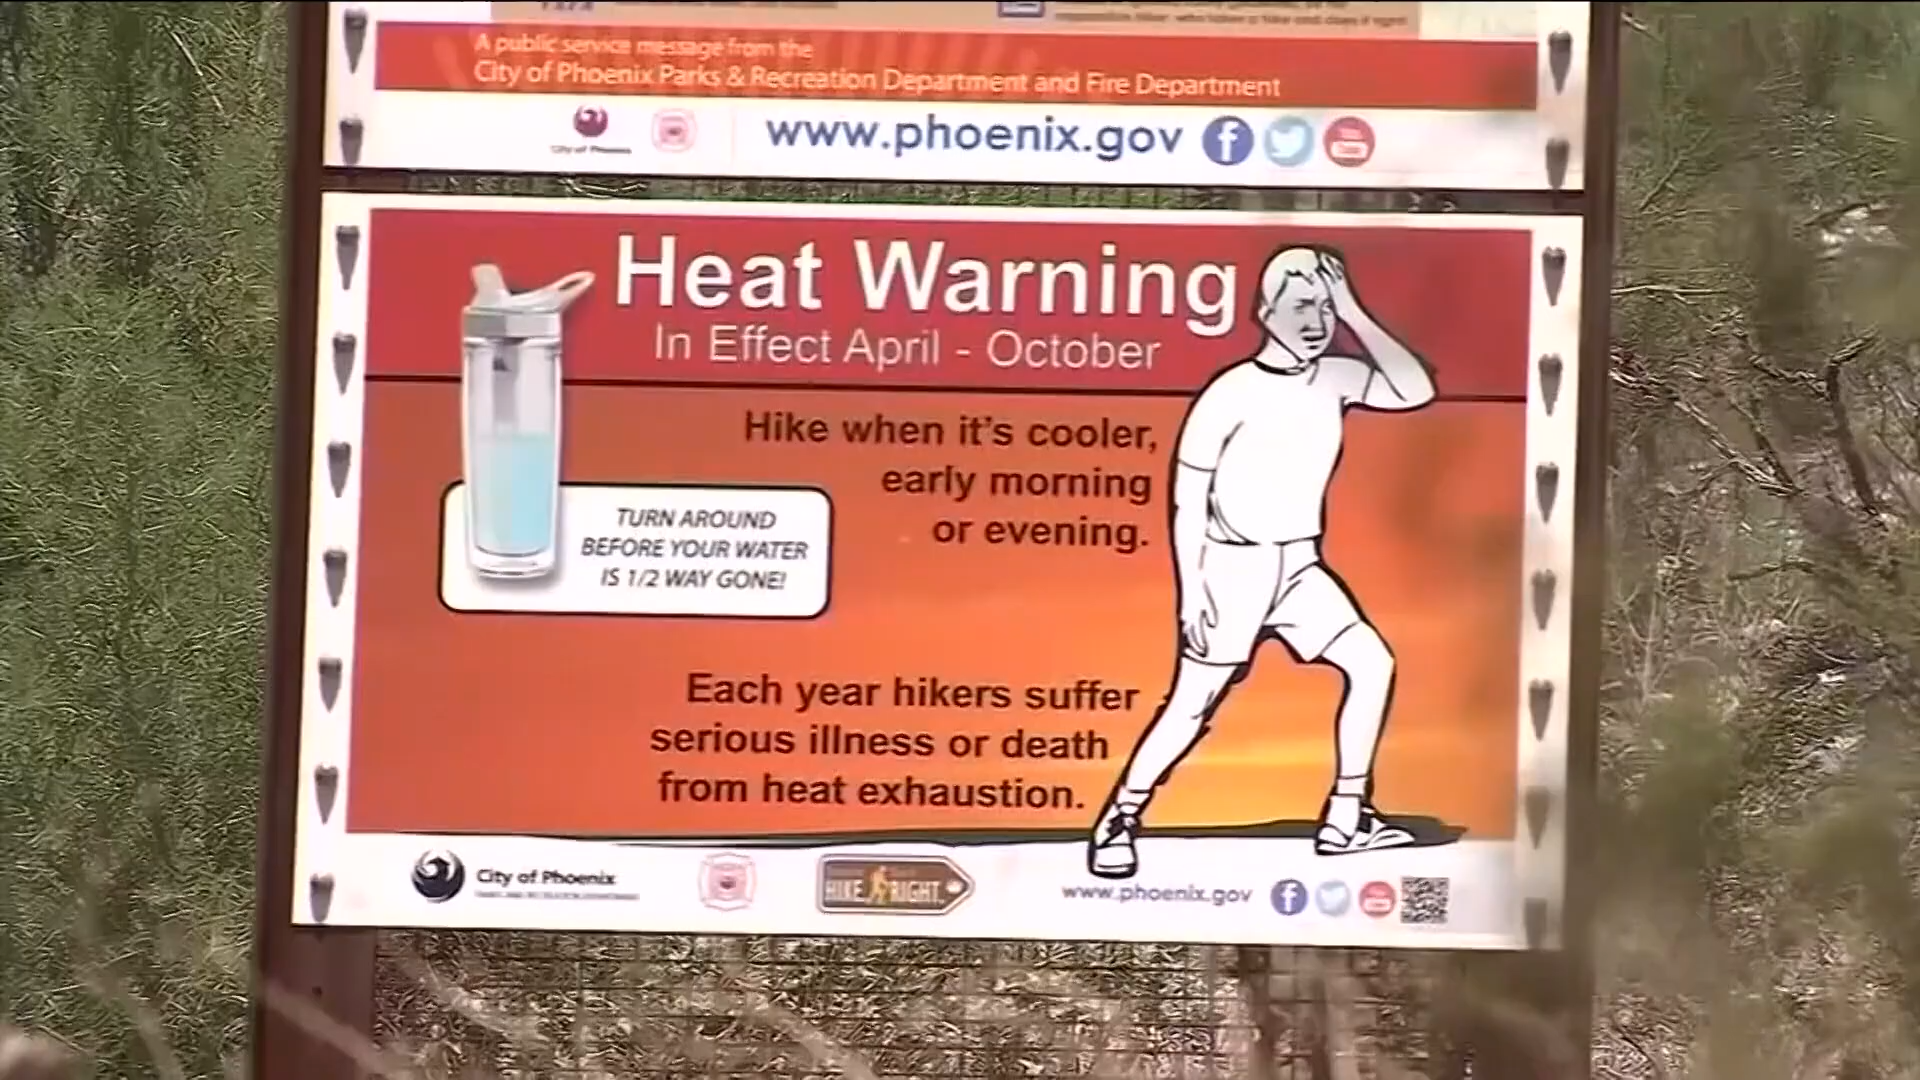 A public service message from the
City of Phoenix Parks & Recreation Department and Fire Department
City of Phoenix
www.phoenix.gov
Heat Warning
In Effect April - October
Hike when it's cooler,
early morning
or evening.
TURN AROUND
BEFORE YOUR WATER
IS 1/2 WAY GONE!
Each year hikers suffer
serious illness or death
from heat exhaustion.
City of Phoenix
HIKE RIGHT.
www.phoenix.gov